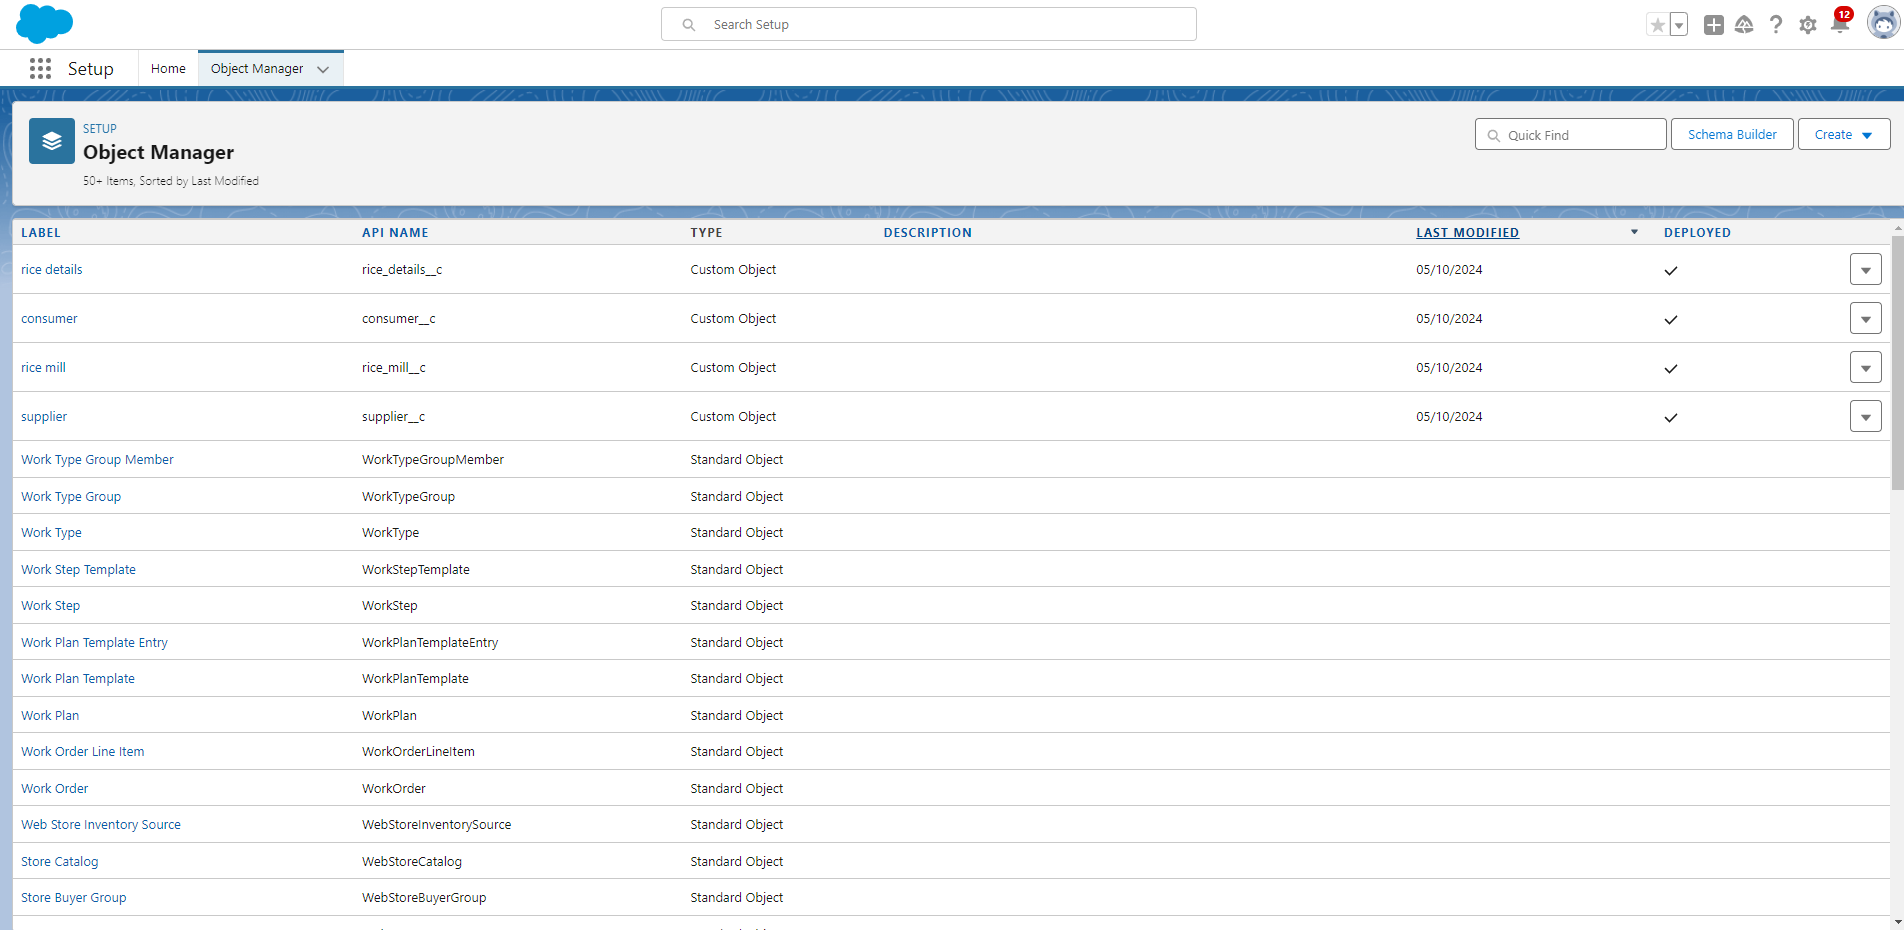 Search Setup
12
Setup Home Object Manager
SETUP
Object Manager
50+ Items, Sorted by Last Modified
Quick Find Schema Builder Create
LABEL API NAME TYPE DESCRIPTION LAST MODIFIED DEPLOYED
rice details rice_details__c Custom Object 05/10/2024
consumer consumer__c Custom Object 05/10/2024
rice mill rice_mill__c Custom Object 05/10/2024
supplier supplier__c Custom Object 05/10/2024
Work Type Group Member WorkTypeGroupMember Standard Object
Work Type Group WorkTypeGroup Standard Object
Work Type WorkType Standard Object
Work Step Template WorkStepTemplate Standard Object
Work Step WorkStep Standard Object
Work Plan Template Entry WorkPlanTemplateEntry Standard Object
Work Plan Template WorkPlanTemplate Standard Object
Work Plan WorkPlan Standard Object
Work Order Line Item WorkOrderLineItem Standard Object
Work Order WorkOrder Standard Object
Web Store Inventory Source WebStoreInventorySource Standard Object
Store Catalog WebStoreCatalog Standard Object
Store Buyer Group WebStoreBuyerGroup Standard Object